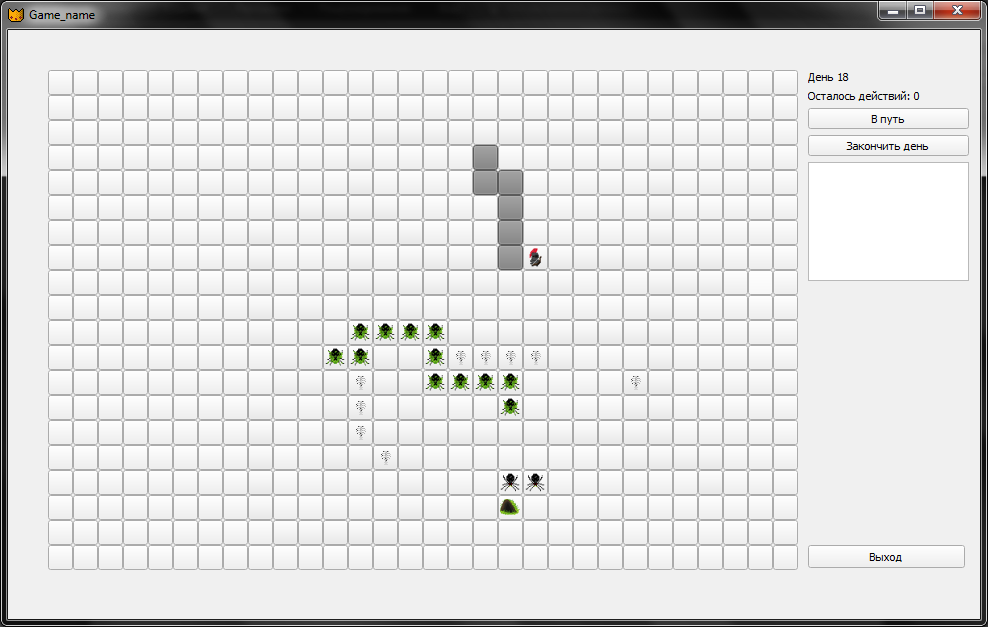 Game_name
День 18
Осталось действий: 0
В путь
Закончить день
Выход